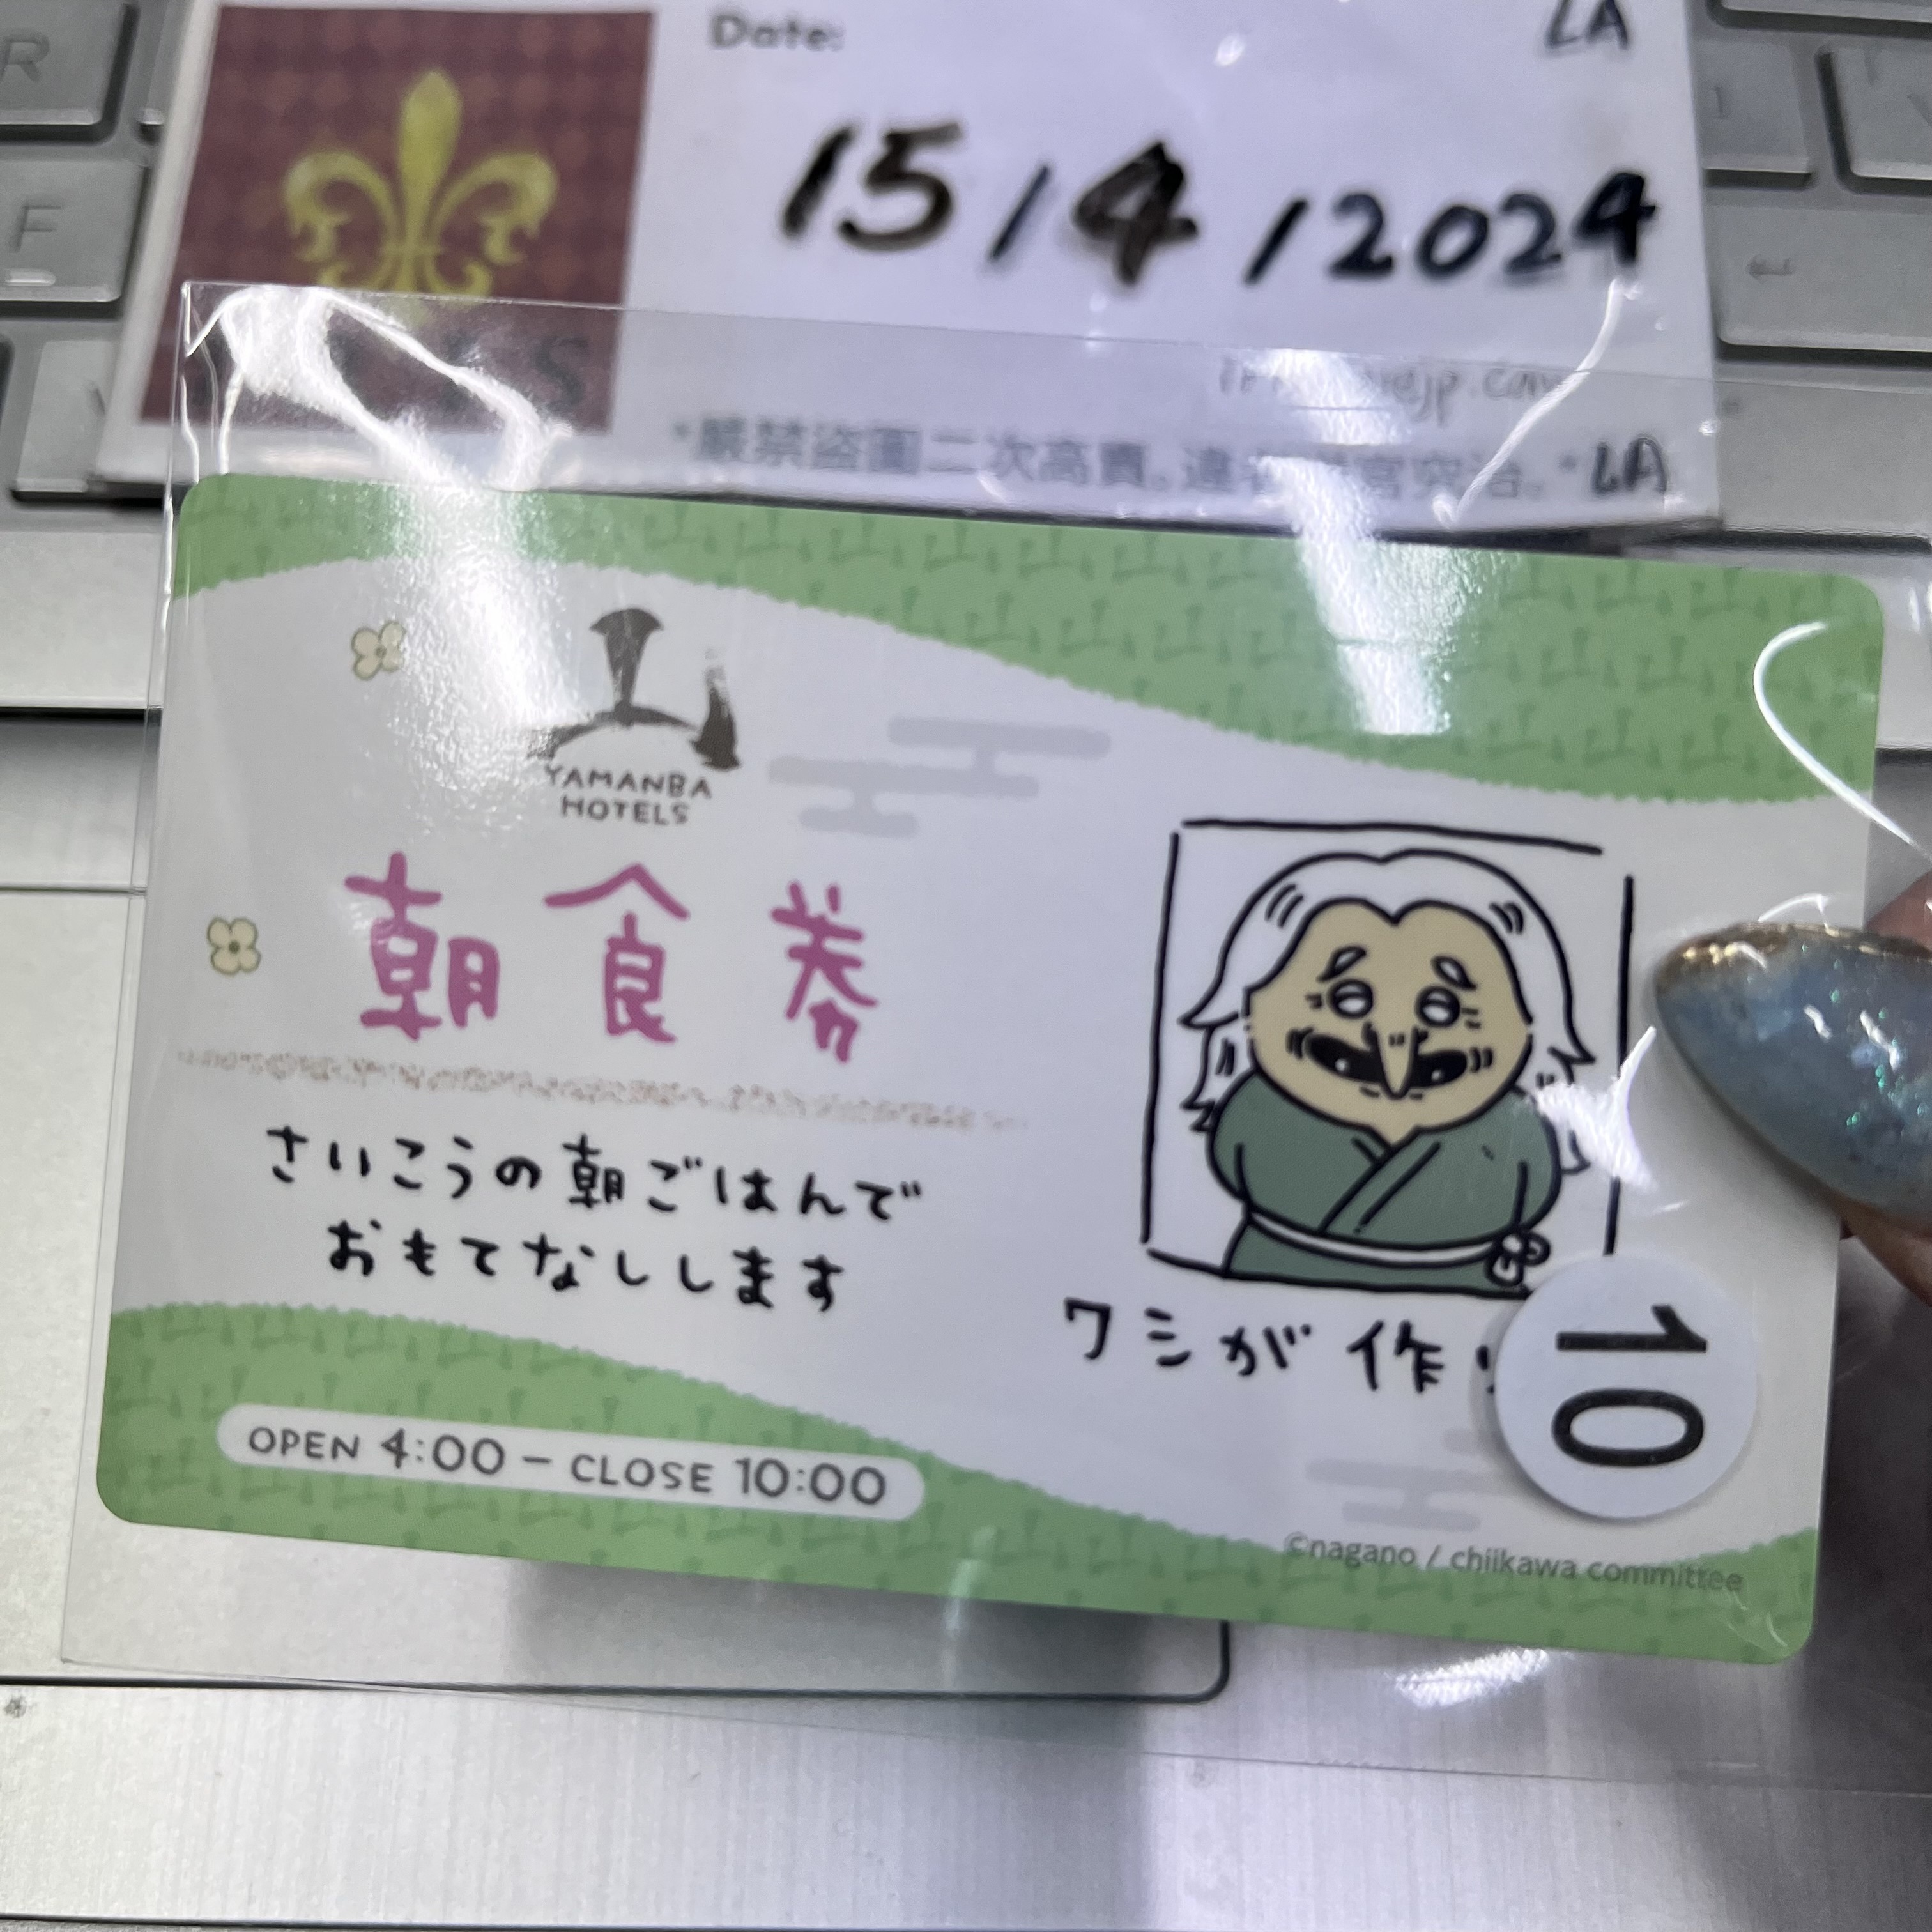 R
F
Date:
LA
15/4/2024
*嚴禁盜圖二次高賣。
LA
YAMANBA
HOTELS
朝食券
さいこうの朝ごはんで
おもてなしします
ワシが作
10
OPEN 4:00 – CLOSE 10:00
©nagano / chiikawa committee